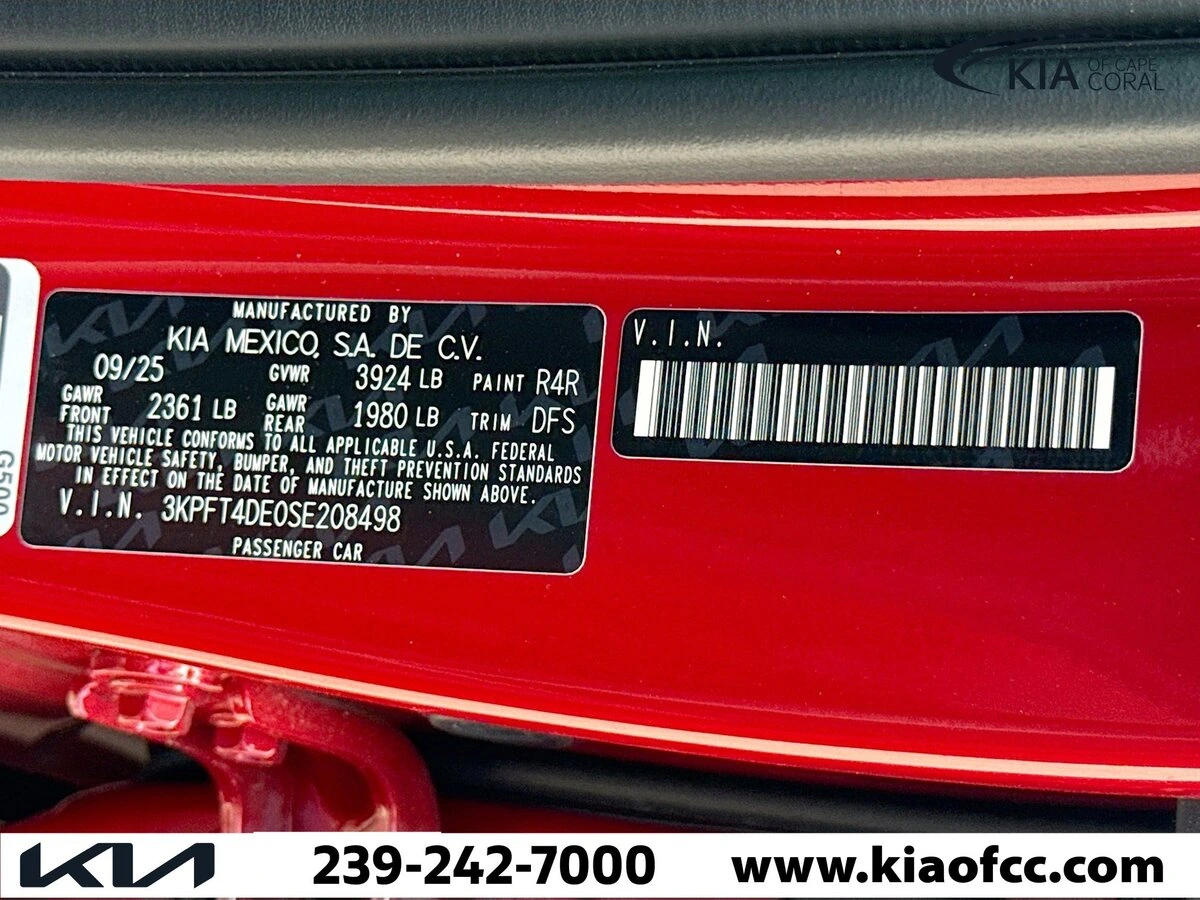 KIA OF CAPE CORAL
MANUFACTURED BY
KIA MEXICO, S.A. DE C.V.
09/25 GVWR 3924 LB PAINT R4R
GAWR FRONT 2361 LB GAWR REAR 1980 LB TRIM DFS
THIS VEHICLE CONFORMS TO ALL APPLICABLE U.S.A. FEDERAL
MOTOR VEHICLE SAFETY, BUMPER, AND THEFT PREVENTION STANDARDS
IN EFFECT ON THE DATE OF MANUFACTURE SHOWN ABOVE.
V.I.N. 3KPFT4DE0SE208498
PASSENGER CAR
V.I.N.
G500
KIA 239-242-7000 www.kiaofcc.com